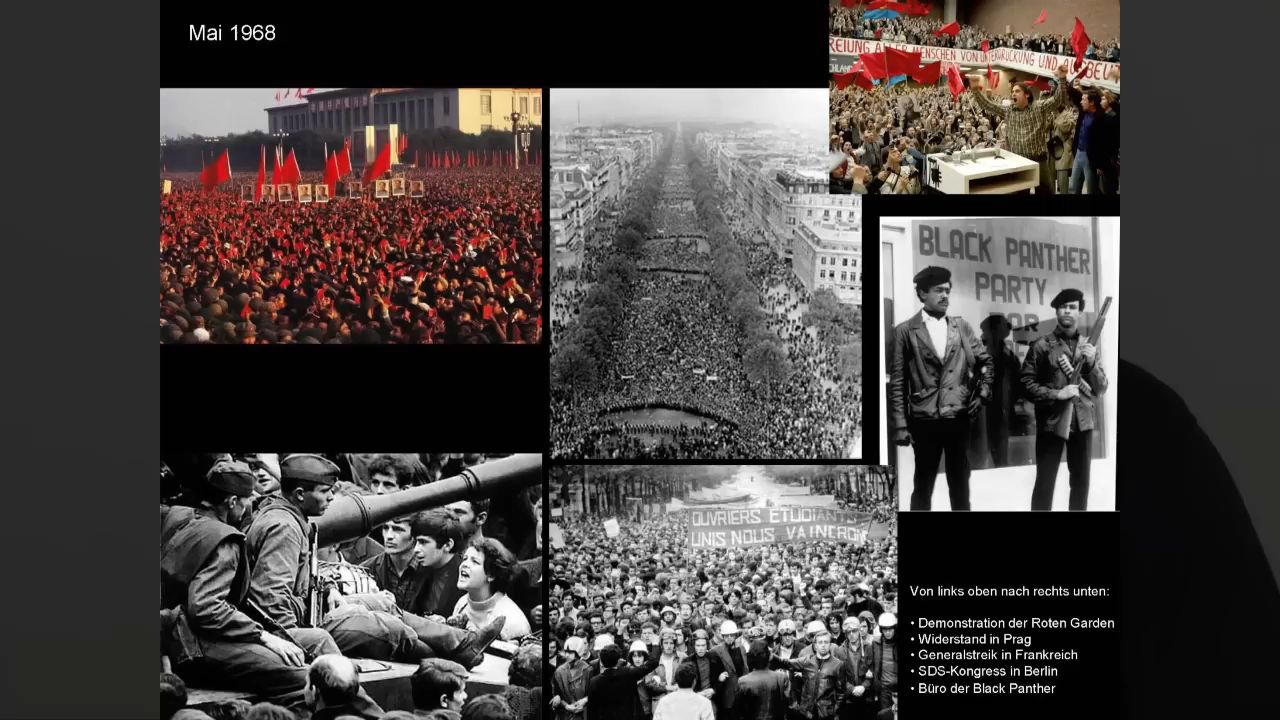 Mai 1968
REIUNG ALLER MENSCHEN VON UNTERDRÜCKUNG UND AUSBEU
BLACK PANTHER
PARTY
FOR
OUVRIERS ETUDIANTS
UNIS NOUS VAINCRONS
Von links oben nach rechts unten:
• Demonstration der Roten Garden
• Widerstand in Prag
• Generalstreik in Frankreich
• SDS-Kongress in Berlin
• Büro der Black Panther